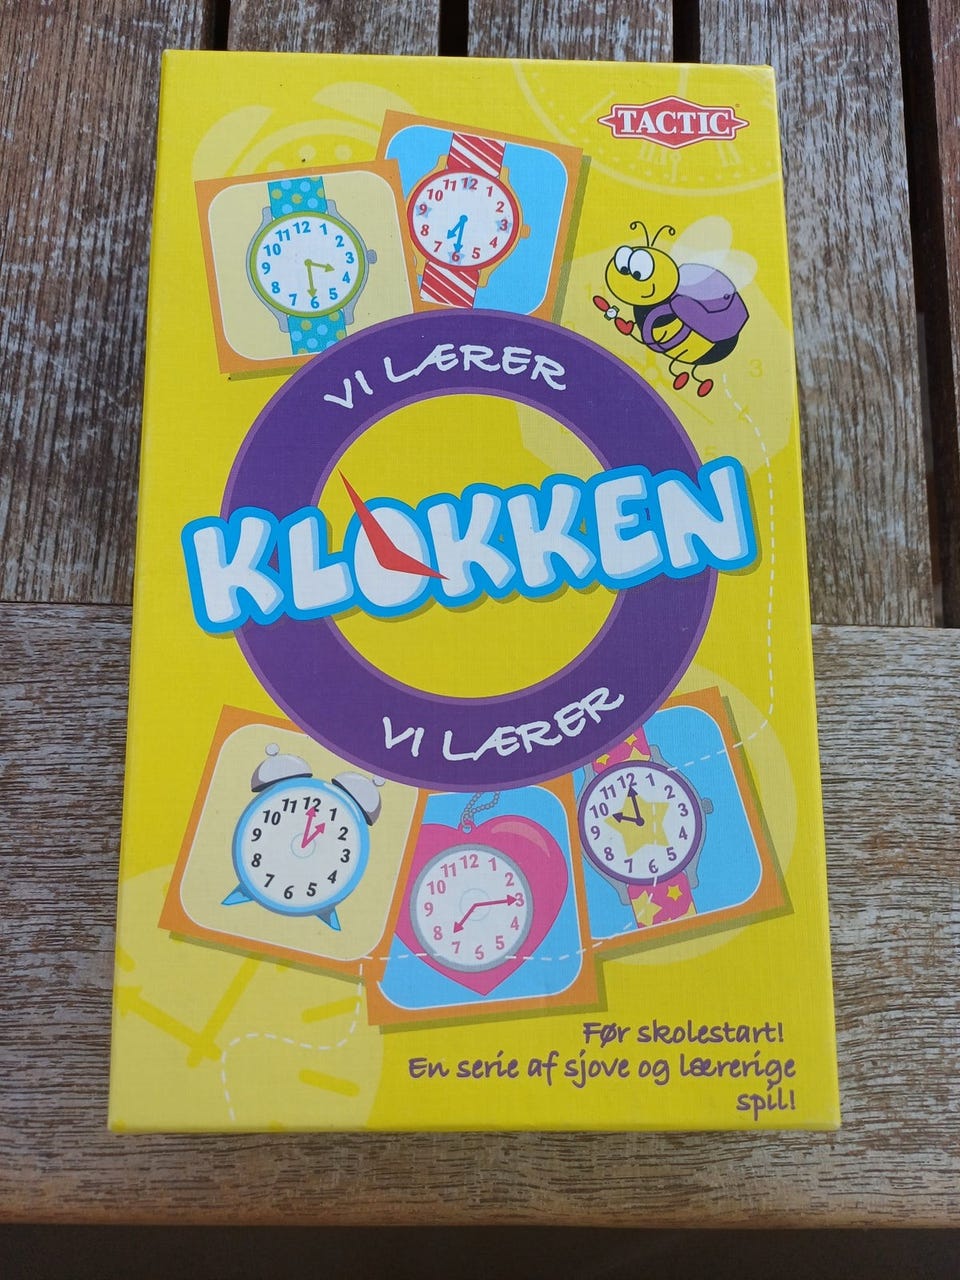 TACTIC
VI LÆRER
KLOKKEN
VI LÆRER
Før skolestart!
En serie af sjove og lærerige
spil!